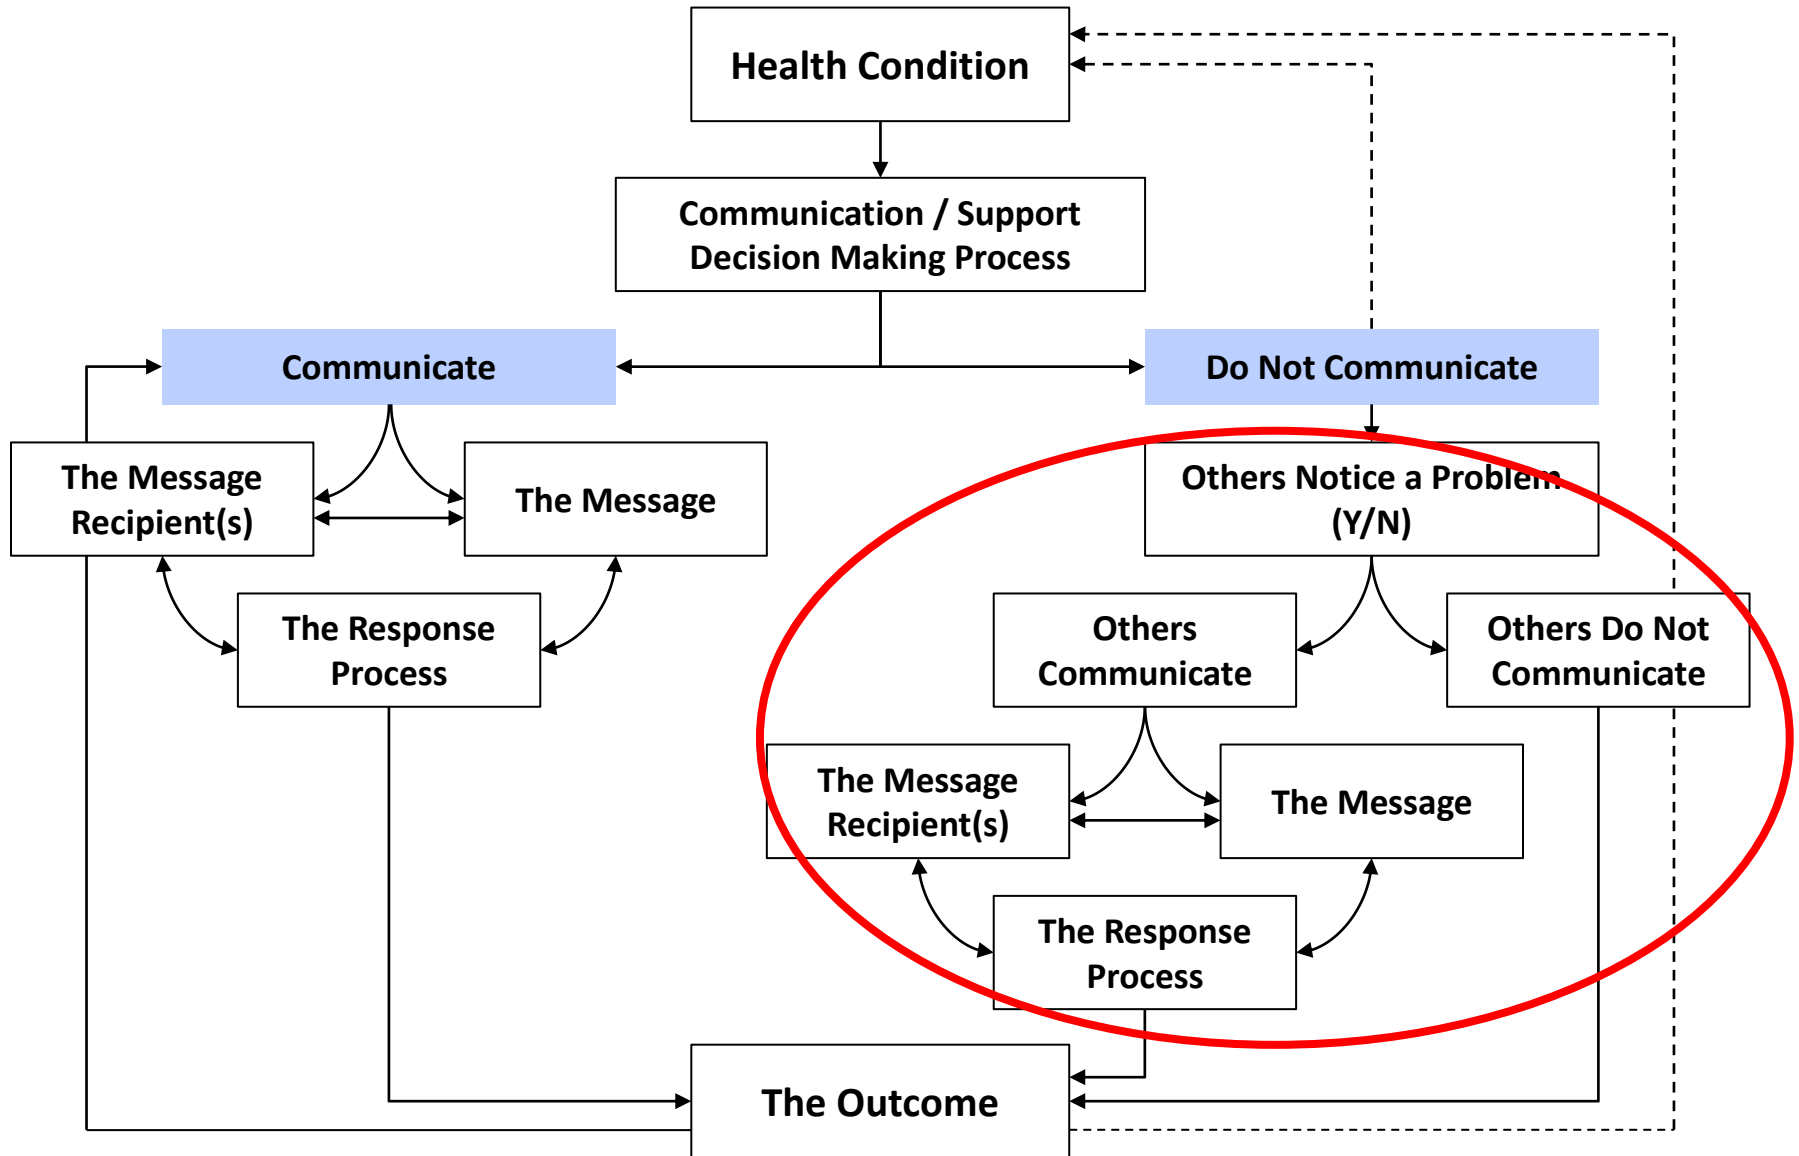 Health Condition
Communication / Support
Decision Making Process
Communicate
Do Not Communicate
The Message
Recipient(s)
The Message
The Response
Process
Others Notice a Problem
(Y/N)
Others
Communicate
Others Do Not
Communicate
The Message
Recipient(s)
The Message
The Response
Process
The Outcome